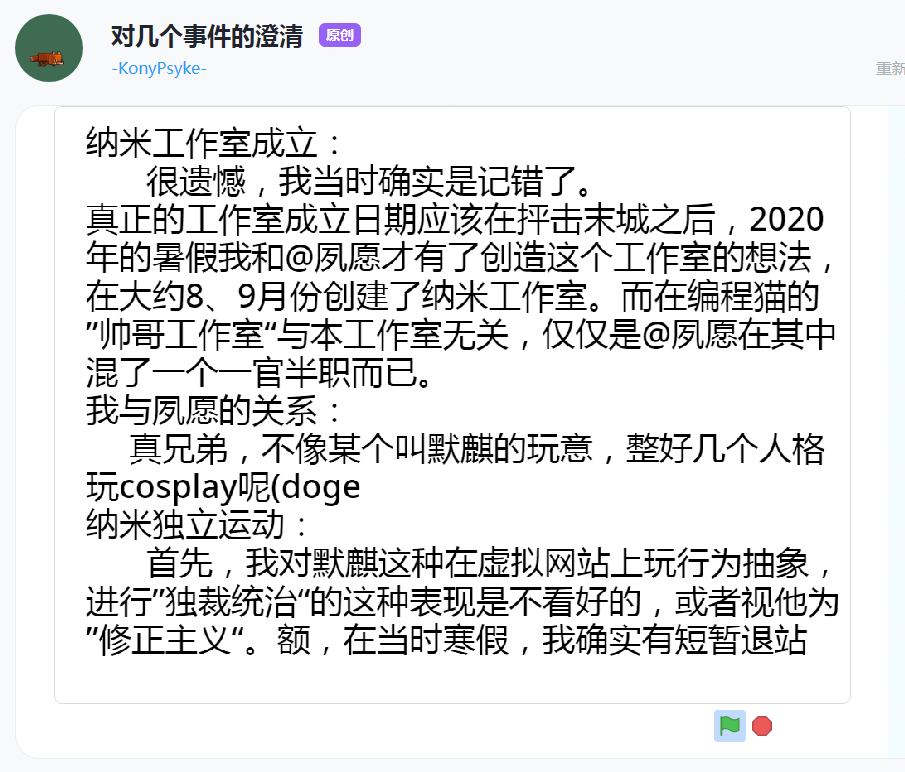 对几个事件的澄清 原创
-KonyPsyke-
重新
纳米工作室成立：
很遗憾，我当时确实是记错了。
真正的工作室成立日期应该在抨击末城之后，2020
年的暑假我和@夙愿才有了创造这个工作室的想法，
在大约8、9月份创建了纳米工作室。而在编程猫的
”帅哥工作室“与本工作室无关，仅仅是@夙愿在其中
混了一个一官半职而已。
我与夙愿的关系：
真兄弟，不像某个叫默麒的玩意，整好几个人格
玩cosplay呢(doge
纳米独立运动：
首先，我对默麒这种在虚拟网站上玩行为抽象，
进行”独裁统治“的这种表现是不看好的，或者视他为
”修正主义“。额，在当时寒假，我确实有短暂退站